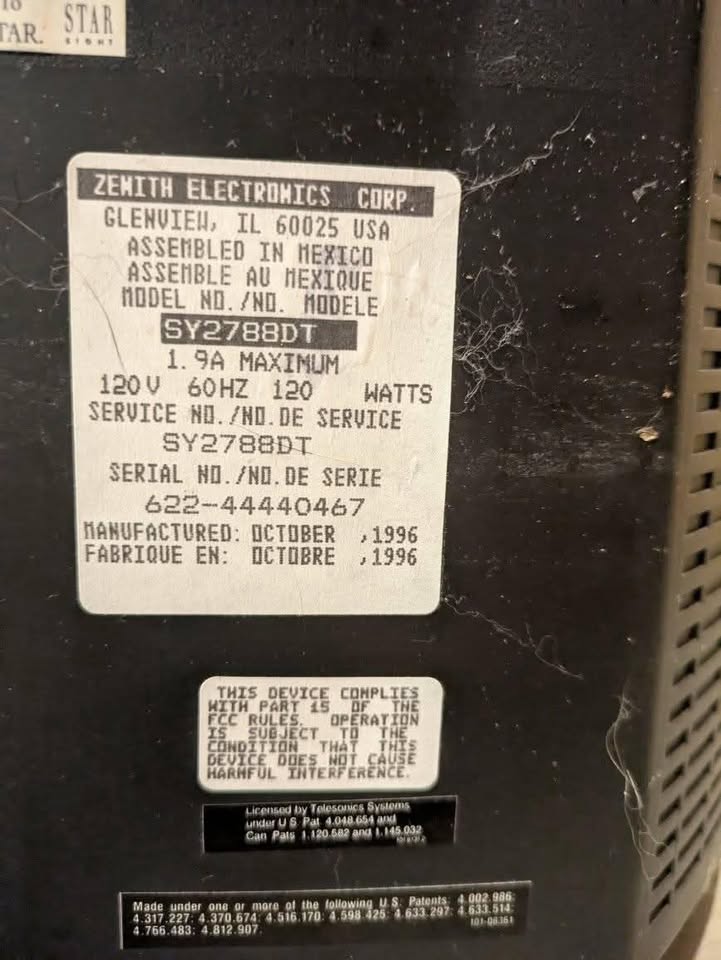 TAR.
STAR
SIGHT
ZENITH ELECTRONICS CORP.
GLENVIEW, IL 60025 USA
ASSEMBLED IN MEXICO
ASSEMBLE AU MEXIQUE
MODEL NO./NO. MODELE
SY2788DT
1.9A MAXIMUM
120V 60HZ 120 WATTS
SERVICE NO./NO.DE SERVICE
SY2788DT
SERIAL NO./NO.DE SERIE
622-44440467
MANUFACTURED: OCTOBER ,1996
FABRIQUE EN: OCTOBRE ,1996
THIS DEVICE COMPLIES
WITH PART 15 OF THE
FCC RULES. OPERATION
IS SUBJECT TO THE
CONDITION THAT THIS
DEVICE DOES NOT CAUSE
HARMFUL INTERFERENCE.
Licensed by Telesonics Systems
under U S Pat 4.048.654 and
Can Pats 1.120.582 and 1.145.032
Made under one or more of the following U.S. Patents: 4.002.986;
4.317.227; 4.370.674; 4.516.170; 4.598.425; 4.633.297; 4.633.514;
4.766.483; 4.812.907.
101-08351